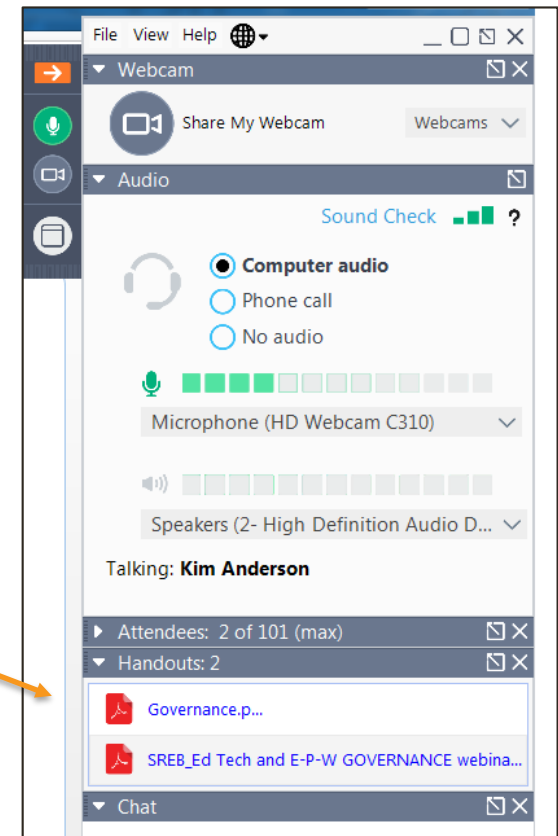 File View Help
Webcam
Share My Webcam Webcams
Audio
Sound Check ?
Computer audio
Phone call
No audio
Microphone (HD Webcam C310)
Speakers (2- High Definition Audio D...
Talking: Kim Anderson
Attendees: 2 of 101 (max)
Handouts: 2
Governance.p...
SREB_Ed Tech and E-P-W GOVERNANCE webina...
Chat